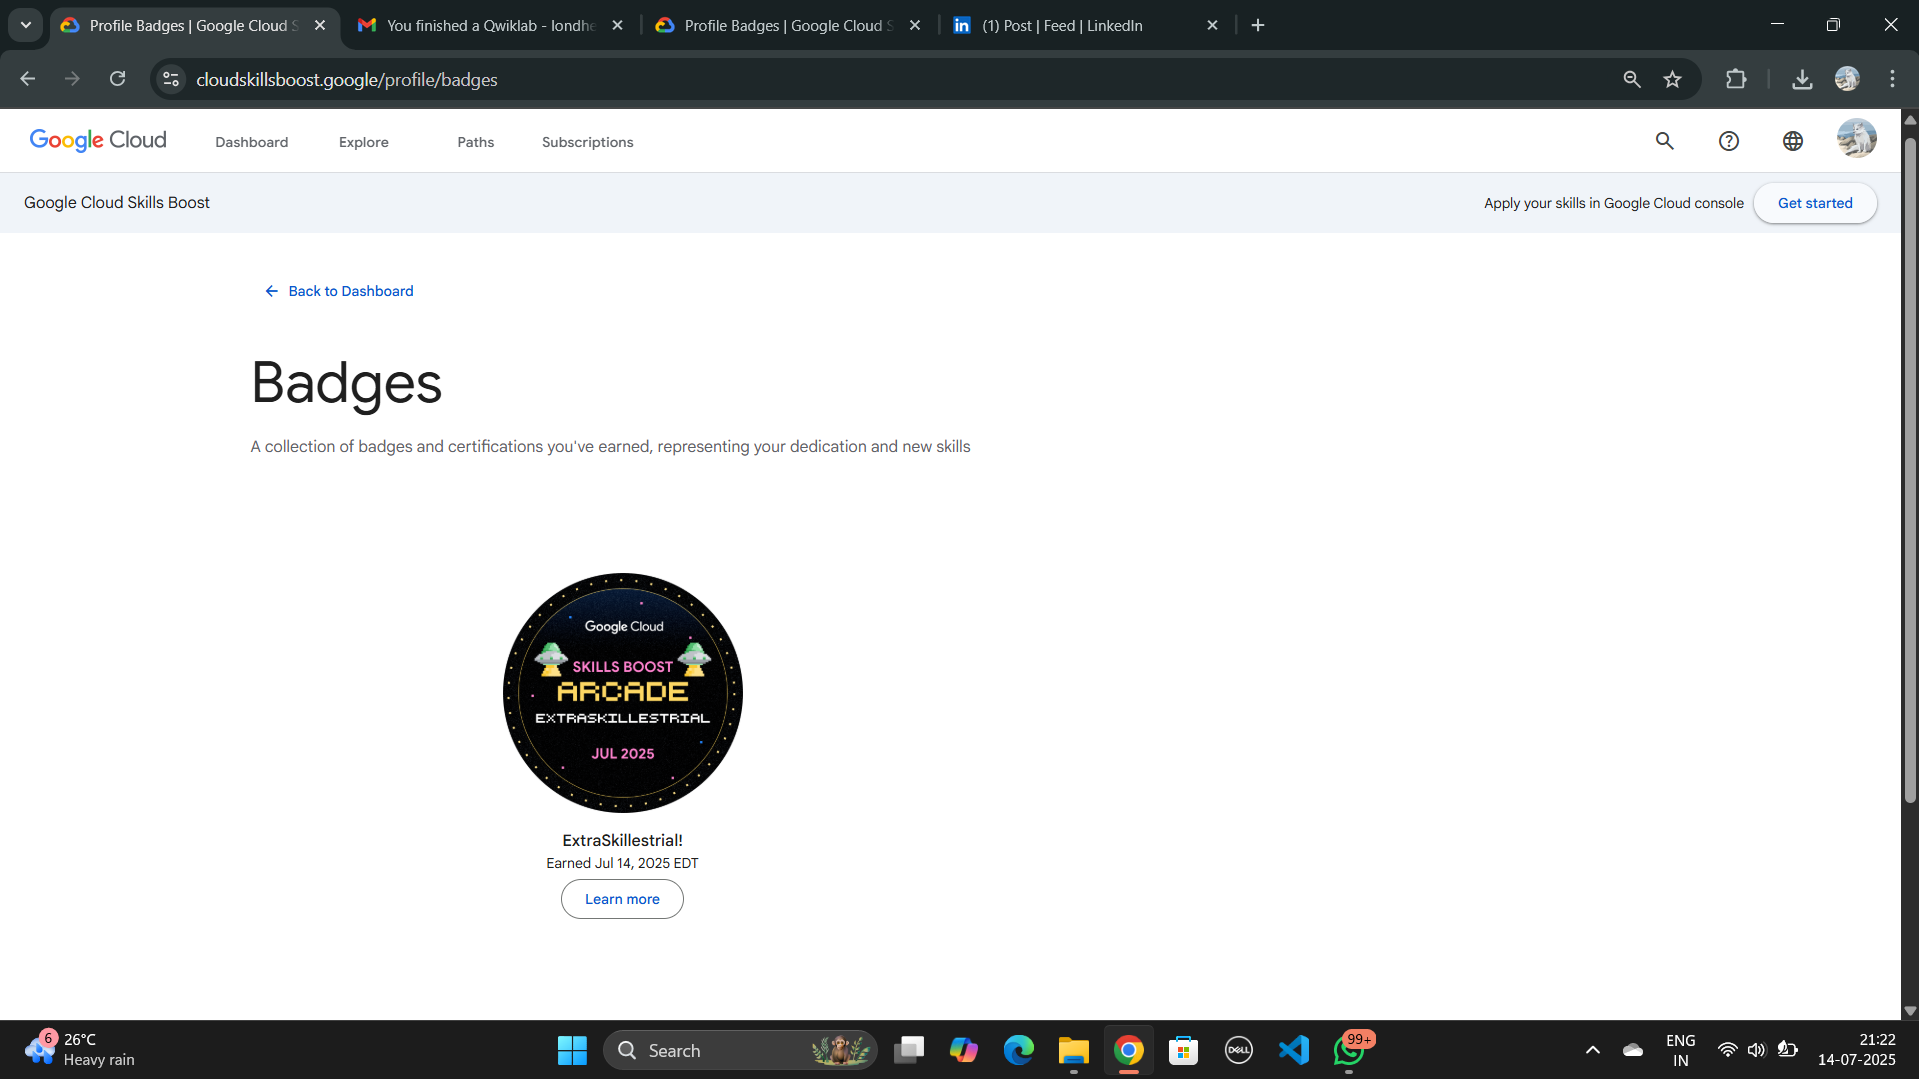 Profile Badges | Google Cloud S
You finished a Qwiklab - londhe
Profile Badges | Google Cloud S
(1) Post | Feed | LinkedIn
cloudskillsboost.google/profile/badges
Google Cloud
Dashboard
Explore
Paths
Subscriptions
Google Cloud Skills Boost
Apply your skills in Google Cloud console
Get started
Back to Dashboard
Badges
A collection of badges and certifications you've earned, representing your dedication and new skills
Google Cloud
SKILLS BOOST
ARCADE
EXTRASKILLESTRIAL
JUL 2025
ExtraSkillestrial!
Earned Jul 14, 2025 EDT
Learn more
6
26°C
Heavy rain
Search
DELL
99+
ENG
IN
21:22
14-07-2025